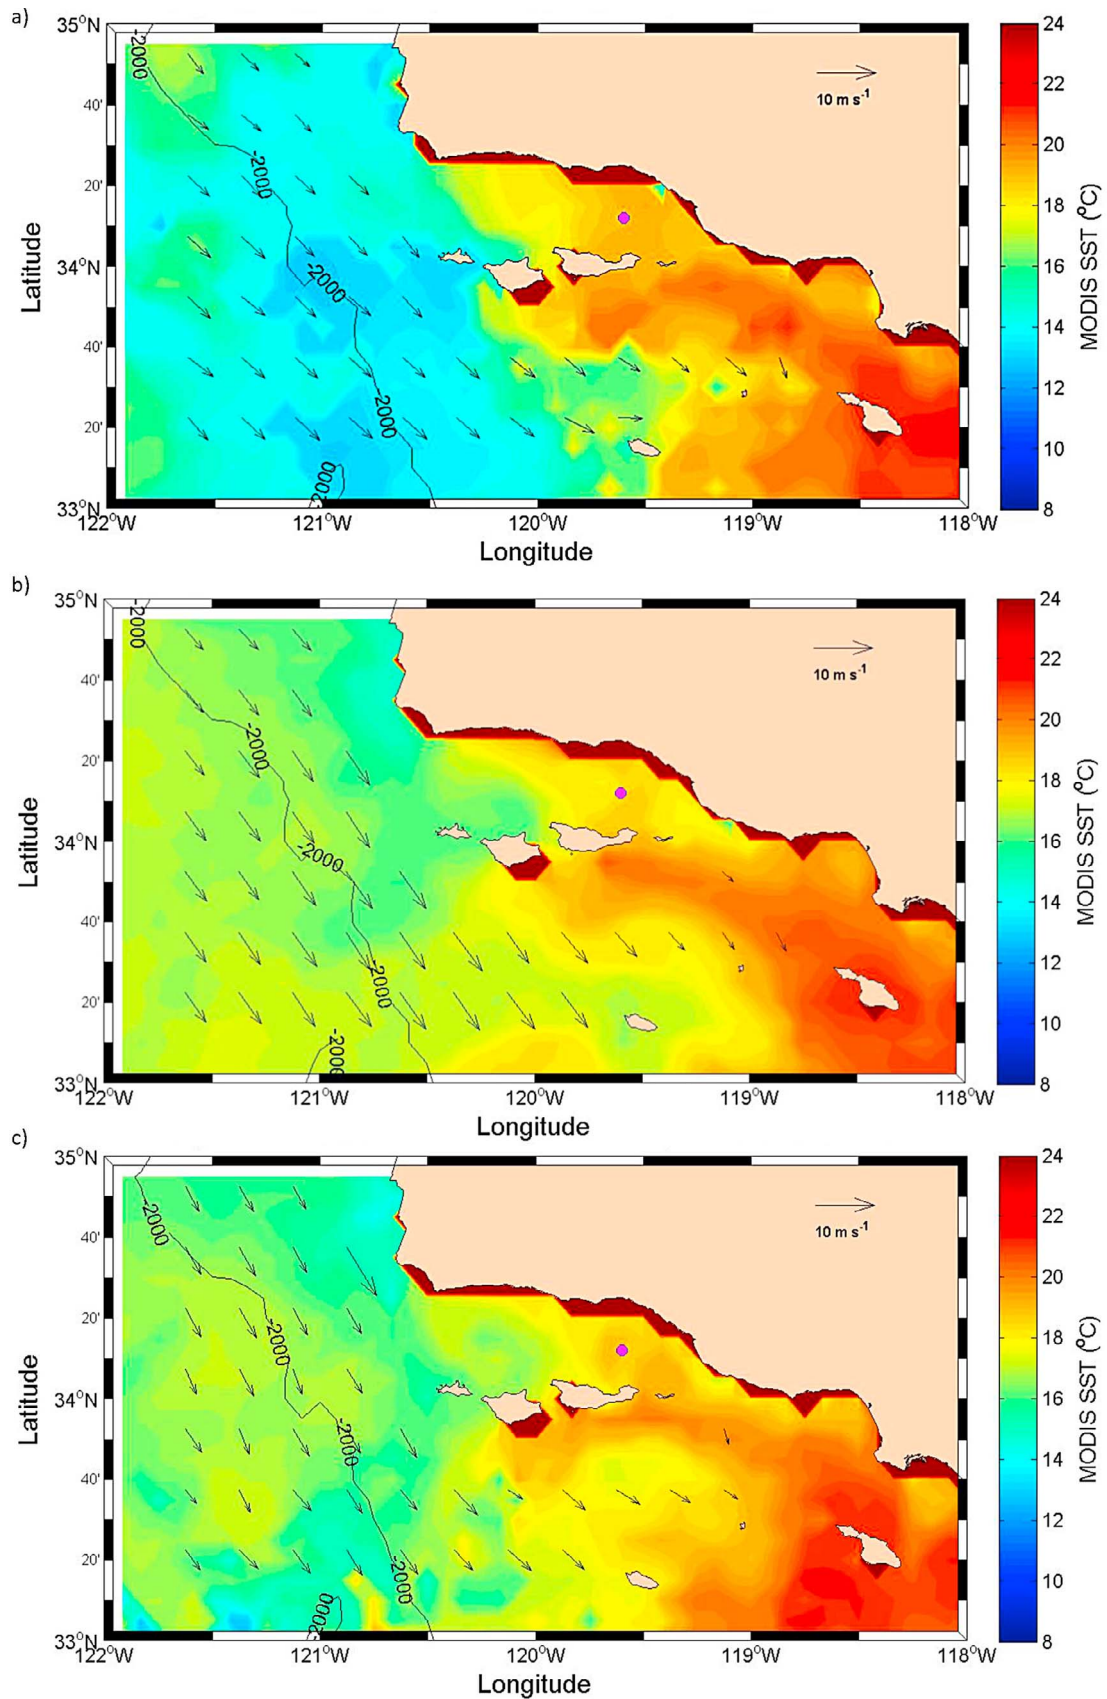 a)
35°N
40'
20'
34°N
40'
20'
33°N
122°W
121°W
120°W
119°W
118°W
Latitude
Longitude
-2000
-2000
-2000
-2000
-2000
10 m s⁻¹
24
22
20
18
16
14
12
10
8
MODIS SST (°C)
b)
35°N
40'
20'
34°N
40'
20'
33°N
122°W
121°W
120°W
119°W
118°W
Latitude
Longitude
-2000
-2000
-2000
-2000
-2000
10 m s⁻¹
24
22
20
18
16
14
12
10
8
MODIS SST (°C)
c)
35°N
40'
20'
34°N
40'
20'
33°N
122°W
121°W
120°W
119°W
118°W
Latitude
Longitude
-2000
-2000
-2000
-2000
-2000
10 m s⁻¹
24
22
20
18
16
14
12
10
8
MODIS SST (°C)